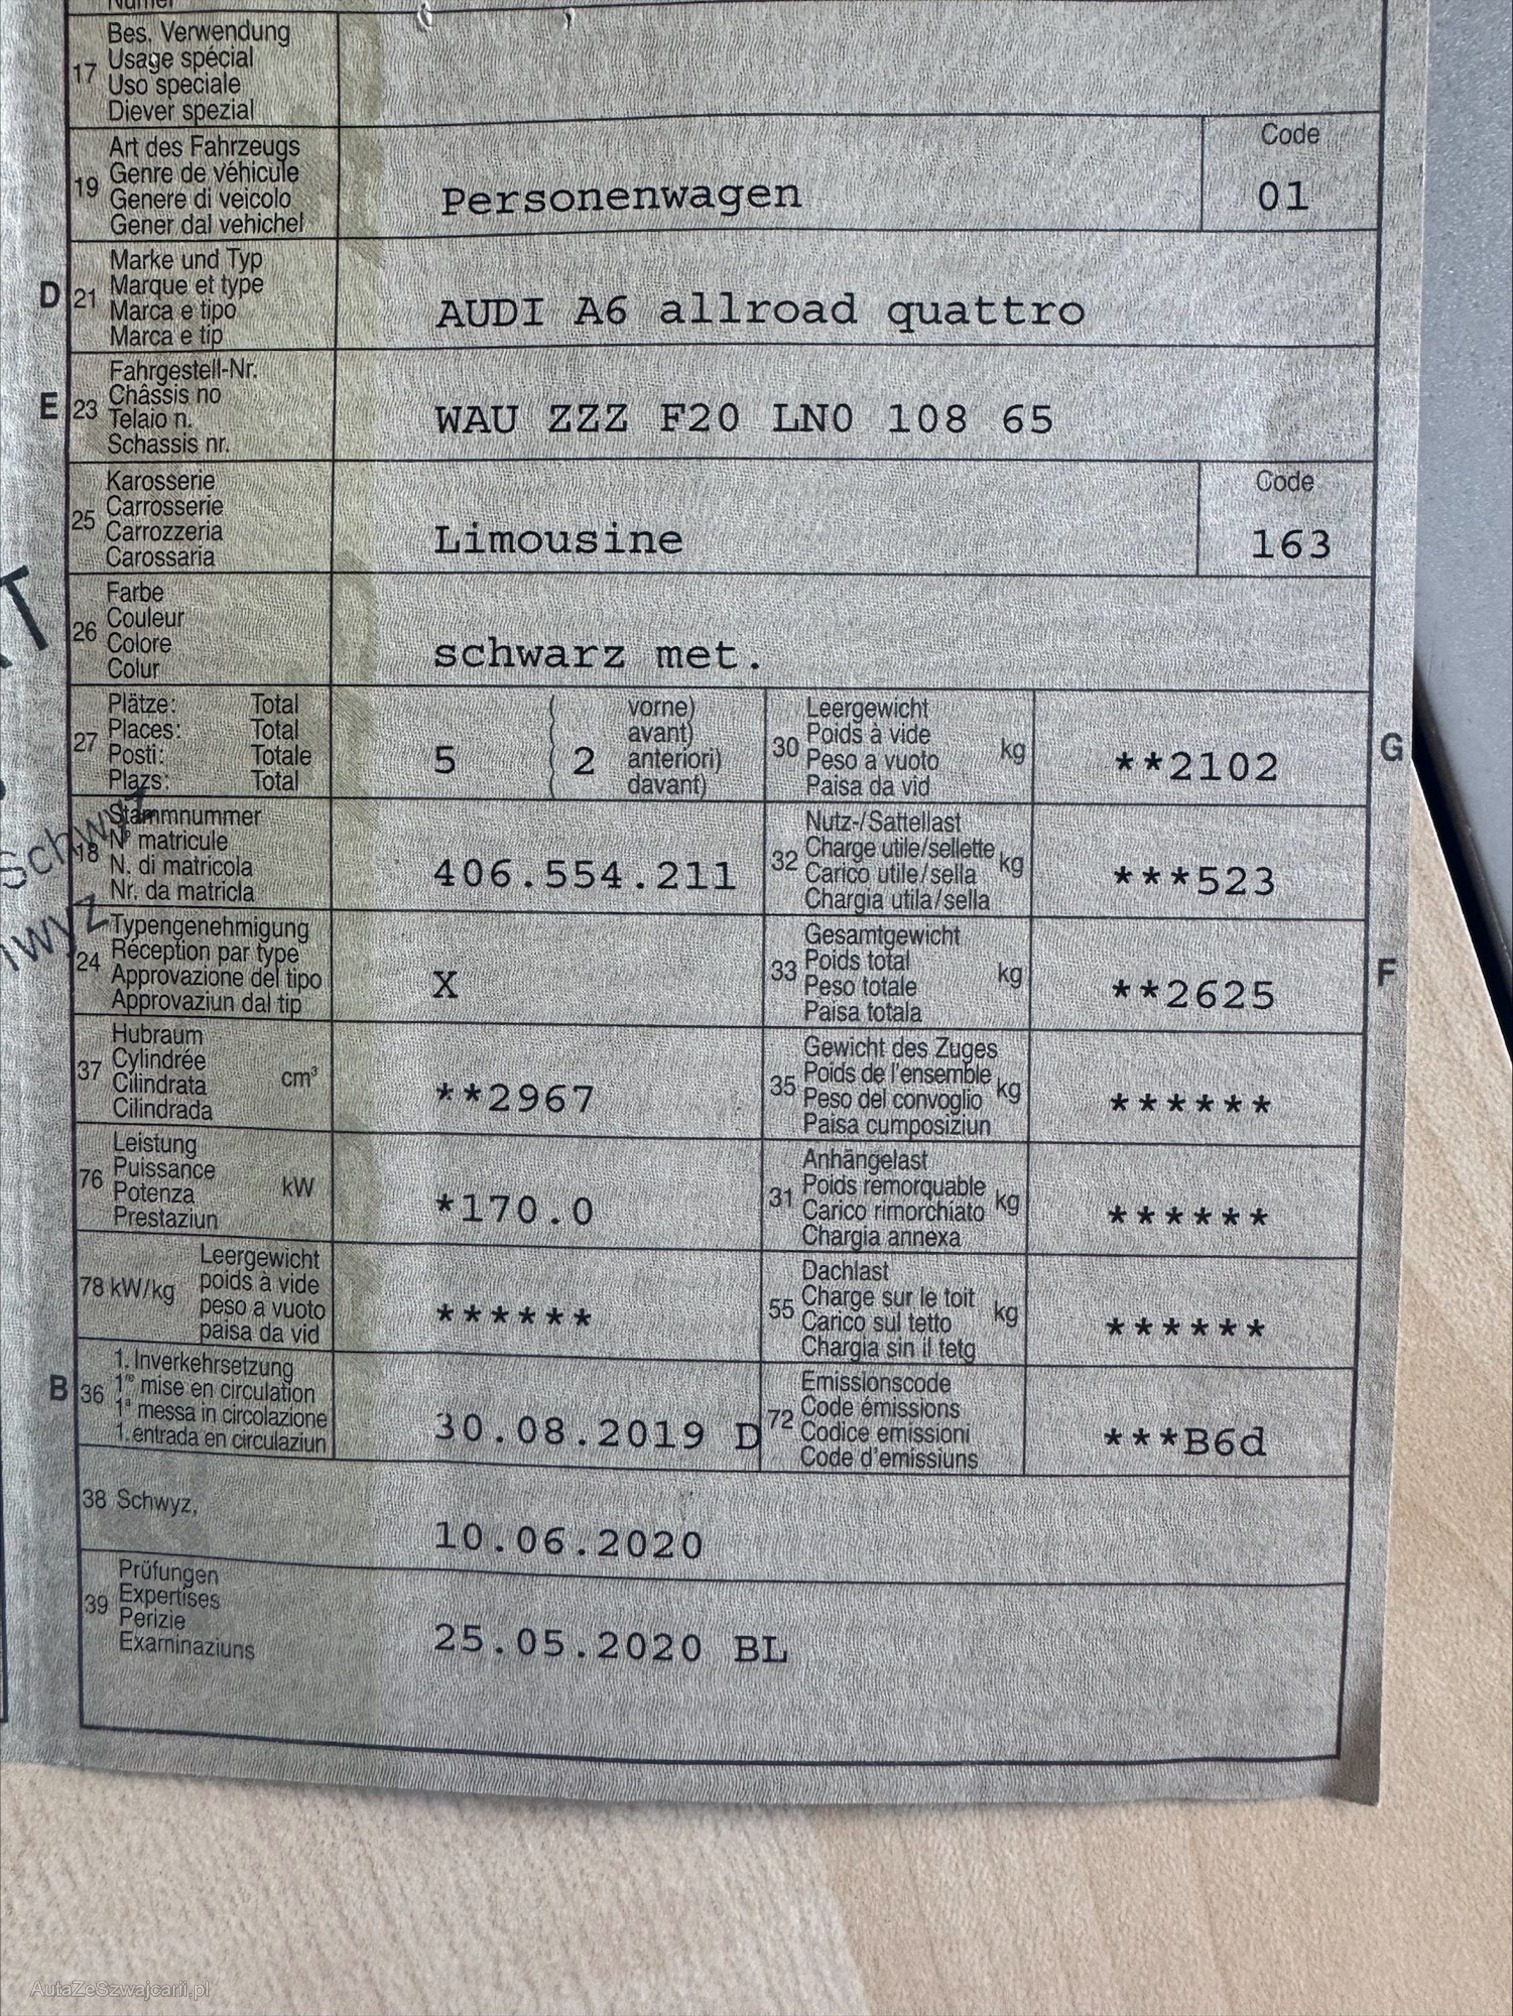 17 Bes. Verwendung
Usage spécial
Uso speciale
Diever spezial
19 Art des Fahrzeugs
Genre de véhicule
Genere di veicolo
Gener dal vehichel
Personenwagen
Code
01
D 21 Marke und Typ
Marque et type
Marca e tipo
Marca e tip
AUDI A6 allroad quattro
E 23 Fahrgestell-Nr.
Châssis no
Telaio n.
Schassis nr.
WAU ZZZ F20 LN0 108 65
25 Karosserie
Carrosserie
Carrozzeria
Carossaria
Limousine
Code
163
26 Farbe
Couleur
Colore
Colur
schwarz met.
27 Plätze: Total
Places: Total
Posti: Totale
Plazs: Total
5 ( 2 vorne)
avant)
anteriori)
davant)
30 Leergewicht
Poids à vide
Peso a vuoto
Paisa da vid
kg
**2102
G
18 Stammnummer
N° matricule
N. di matricola
Nr. da matricla
406.554.211
32 Nutz-/Sattellast
Charge utile/sellette
Carico utile/sella
Chargia utila/sella
kg
***523
24 Typengenehmigung
Réception par type
Approvazione del tipo
Approvaziun dal tip
X
33 Gesamtgewicht
Poids total
Peso totale
Paisa totala
kg
**2625
F
37 Hubraum
Cylindrée
Cilindrata
Cilindrada
cm³
**2967
35 Gewicht des Zuges
Poids de l'ensemble
Peso del convoglio
Paisa cumposiziun
kg
******
76 Leistung
Puissance
Potenza
Prestaziun
kW
*170.0
31 Anhängelast
Poids remorquable
Carico rimorchiato
Chargia annexa
kg
******
78 kW/kg
Leergewicht
poids à vide
peso a vuoto
paisa da vid
******
55 Dachlast
Charge sur le toit
Carico sul tetto
Chargia sin il tetg
kg
******
B 36 1. Inverkehrsetzung
1re mise en circulation
1a messa in circolazione
1. entrada en circulaziun
30.08.2019 D
72 Emissionscode
Code émissions
Codice emissioni
Code d'emissiuns
***B6d
38 Schwyz,
10.06.2020
39 Prüfungen
Expertises
Perizie
Examinaziuns
25.05.2020 BL
Schwyz
AutaZeSzwajcarii.pl